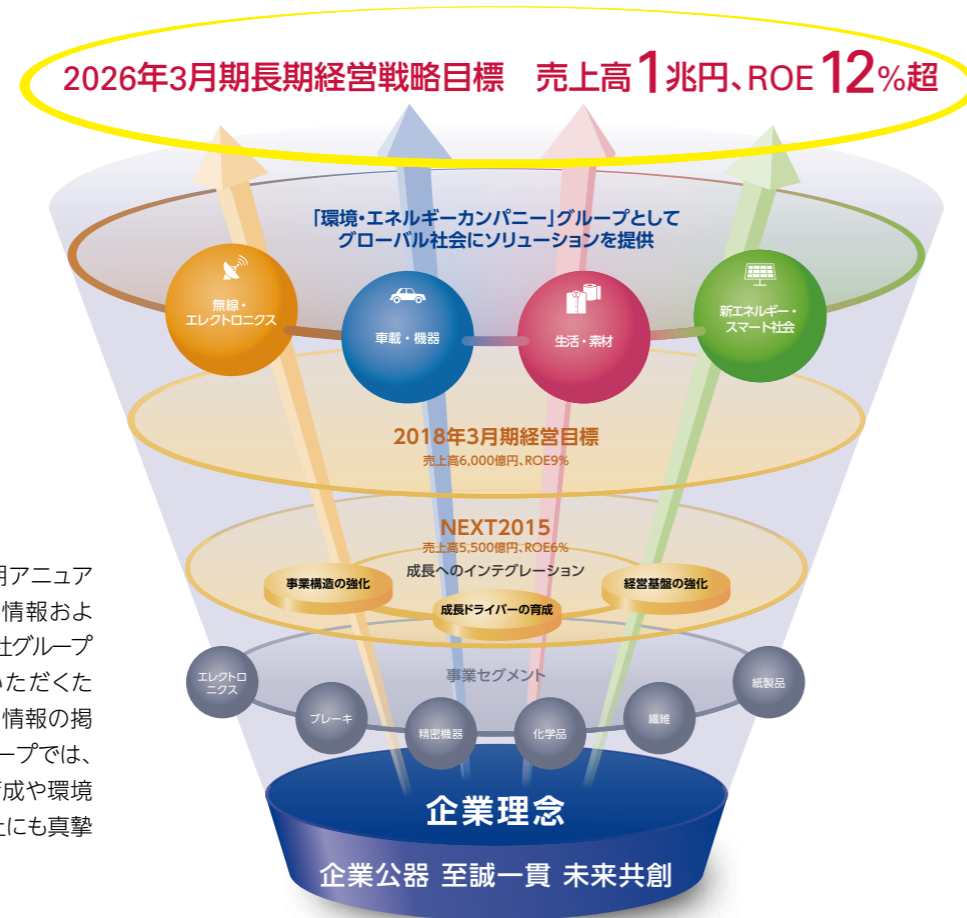 2026年3月期長期経営戦略目標 売上高1兆円、ROE12%超
「環境・エネルギーカンパニー」グループとして
グローバル社会にソリューションを提供
無線・
エレクトロニクス
車載・機器
生活・素材
新エネルギー・
スマート社会
2018年3月期経営目標
売上高6,000億円、ROE9%
NEXT2015
売上高5,500億円、ROE6%
成長へのインテグレーション
事業構造の強化
成長ドライバーの育成
経営基盤の強化
事業セグメント
エレクトロ
ニクス
ブレーキ
精密機器
化学品
繊維
紙製品
企業理念
企業公器 至誠一貫 未来共創
期アニュア
情報およ
社グループ
いただくた
情報の掲
ープでは、
育成や環境
社にも真摯